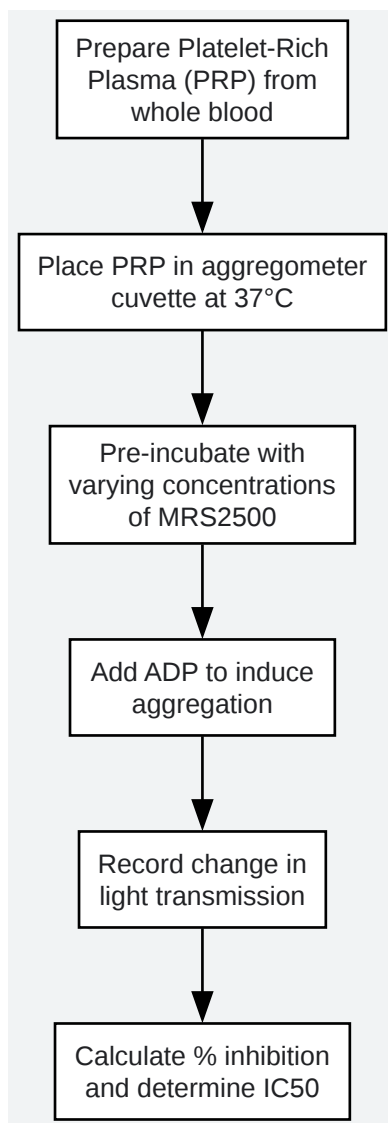 Prepare Platelet-Rich
Plasma (PRP) from
whole blood
Place PRP in aggregometer
cuvette at 37°C
Pre-incubate with
varying concentrations
of MRS2500
Add ADP to induce
aggregation
Record change in
light transmission
Calculate % inhibition
and determine IC50